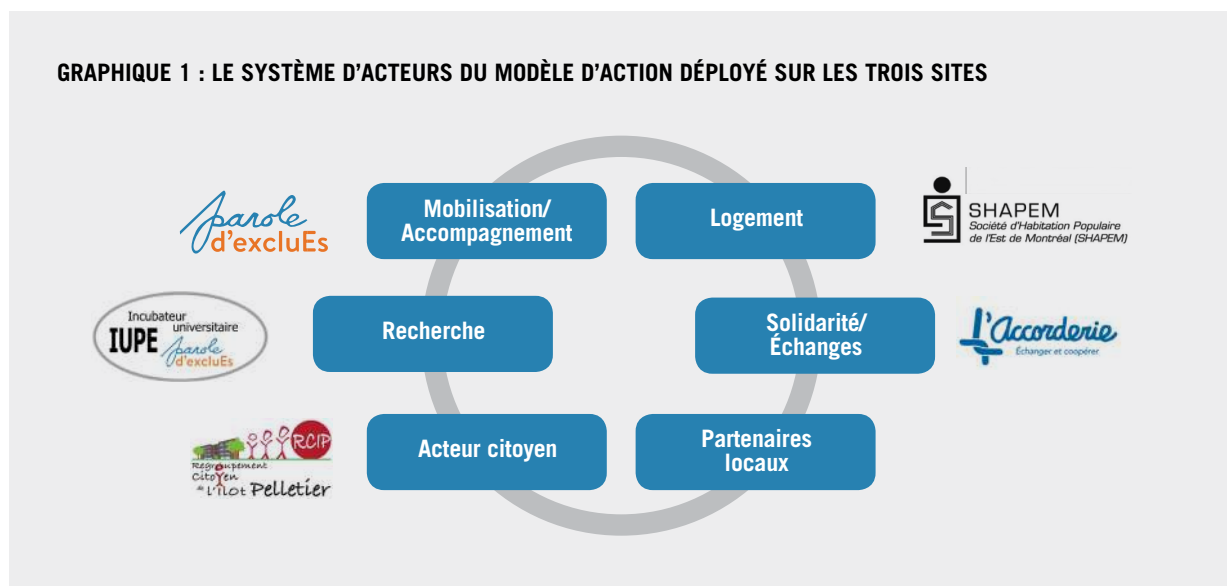 GRAPHIQUE 1 : LE SYSTÈME D'ACTEURS DU MODÈLE D'ACTION DÉPLOYÉ SUR LES TROIS SITES
parole
d'excluEs
Mobilisation/
Accompagnement
Logement
SHAPEM
Société d'Habitation Populaire
de l'Est de Montréal (SHAPEM)
Incubateur
universitaire
IUPE
parole
d'excluEs
Recherche
Solidarité/
Échanges
l'Accorderie
Échanger et coopérer
RCIP
Regroupement
Citoyen
de l'îlot Pelletier
Acteur citoyen
Partenaires
locaux